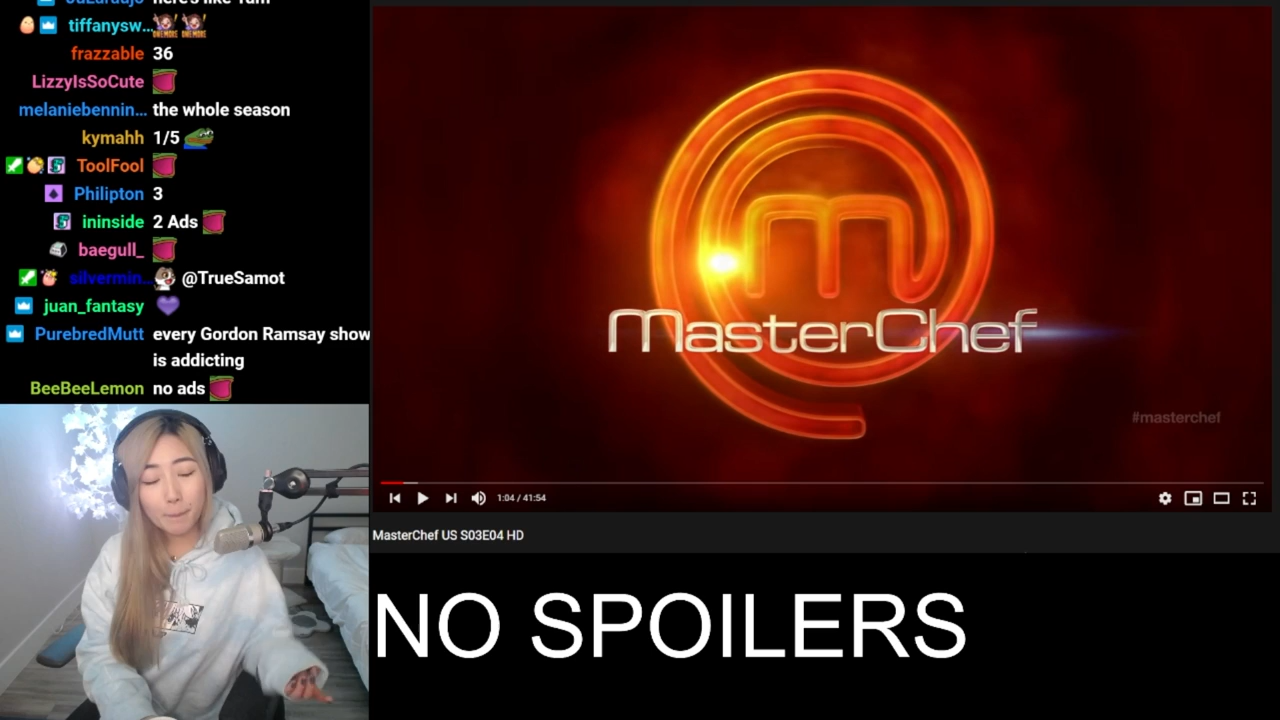 tiffanysw...
frazzable 36
LizzyIsSoCute
melaniebennin... the whole season
kymahh 1/5
ToolFool
Philipton 3
ininside 2 Ads
baegull_
silvermin... @TrueSamot
juan_fantasy
PurebredMutt every Gordon Ramsay show
is addicting
BeeBeeLemon no ads
MasterChef
#masterchef
1:04 / 41:54
MasterChef US S03E04 HD
NO SPOILERS